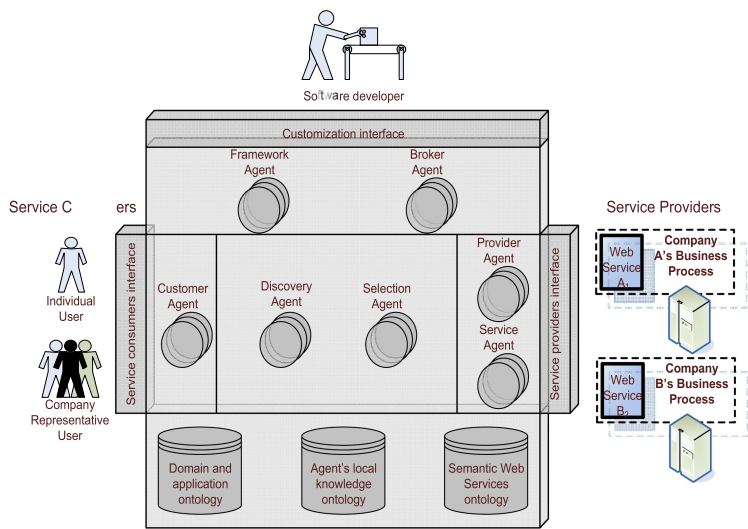 Software developer
Customization interface
Framework
Agent
Broker
Agent
Service C ers
Service Providers
Individual
User
Company
Representative
User
Service consumers interface
Customer
Agent
Discovery
Agent
Selection
Agent
Provider
Agent
Service
Agent
Service providers interface
Web
Service
A1
Company
A's Business
Process
Web
Service
B2
Company
B's Business
Process
Domain and
application
ontology
Agent's local
knowledge
ontology
Semantic Web
Services
ontology